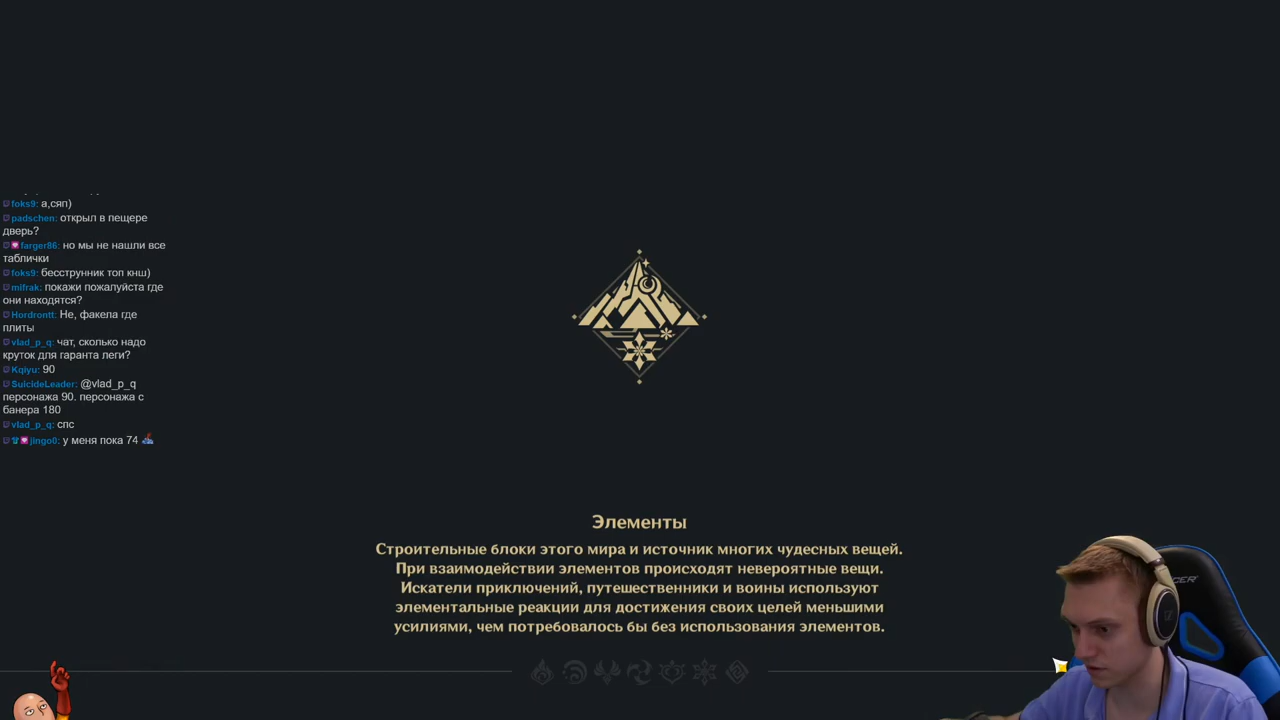 foks9: а,сяп)
padschen: открыл в пещере
дверь?
farger86: но мы не нашли все
таблички
foks9: бесструнник топ кнш)
mifrak: покажи пожалуйста где
они находятся?
Hordrontt: Не, факела где
плиты
vlad_p_q: чат, сколько надо
круток для гаранта леги?
Kqiyu: 90
SuicideLeader: @vlad_p_q
персонажа 90. персонажа с
банера 180
vlad_p_q: спс
jingo0: у меня пока 74
Элементы
Строительные блоки этого мира и источник многих чудесных вещей.
При взаимодействии элементов происходят невероятные вещи.
Искатели приключений, путешественники и воины используют
элементальные реакции для достижения своих целей меньшими
усилиями, чем потребовалось бы без использования элементов.